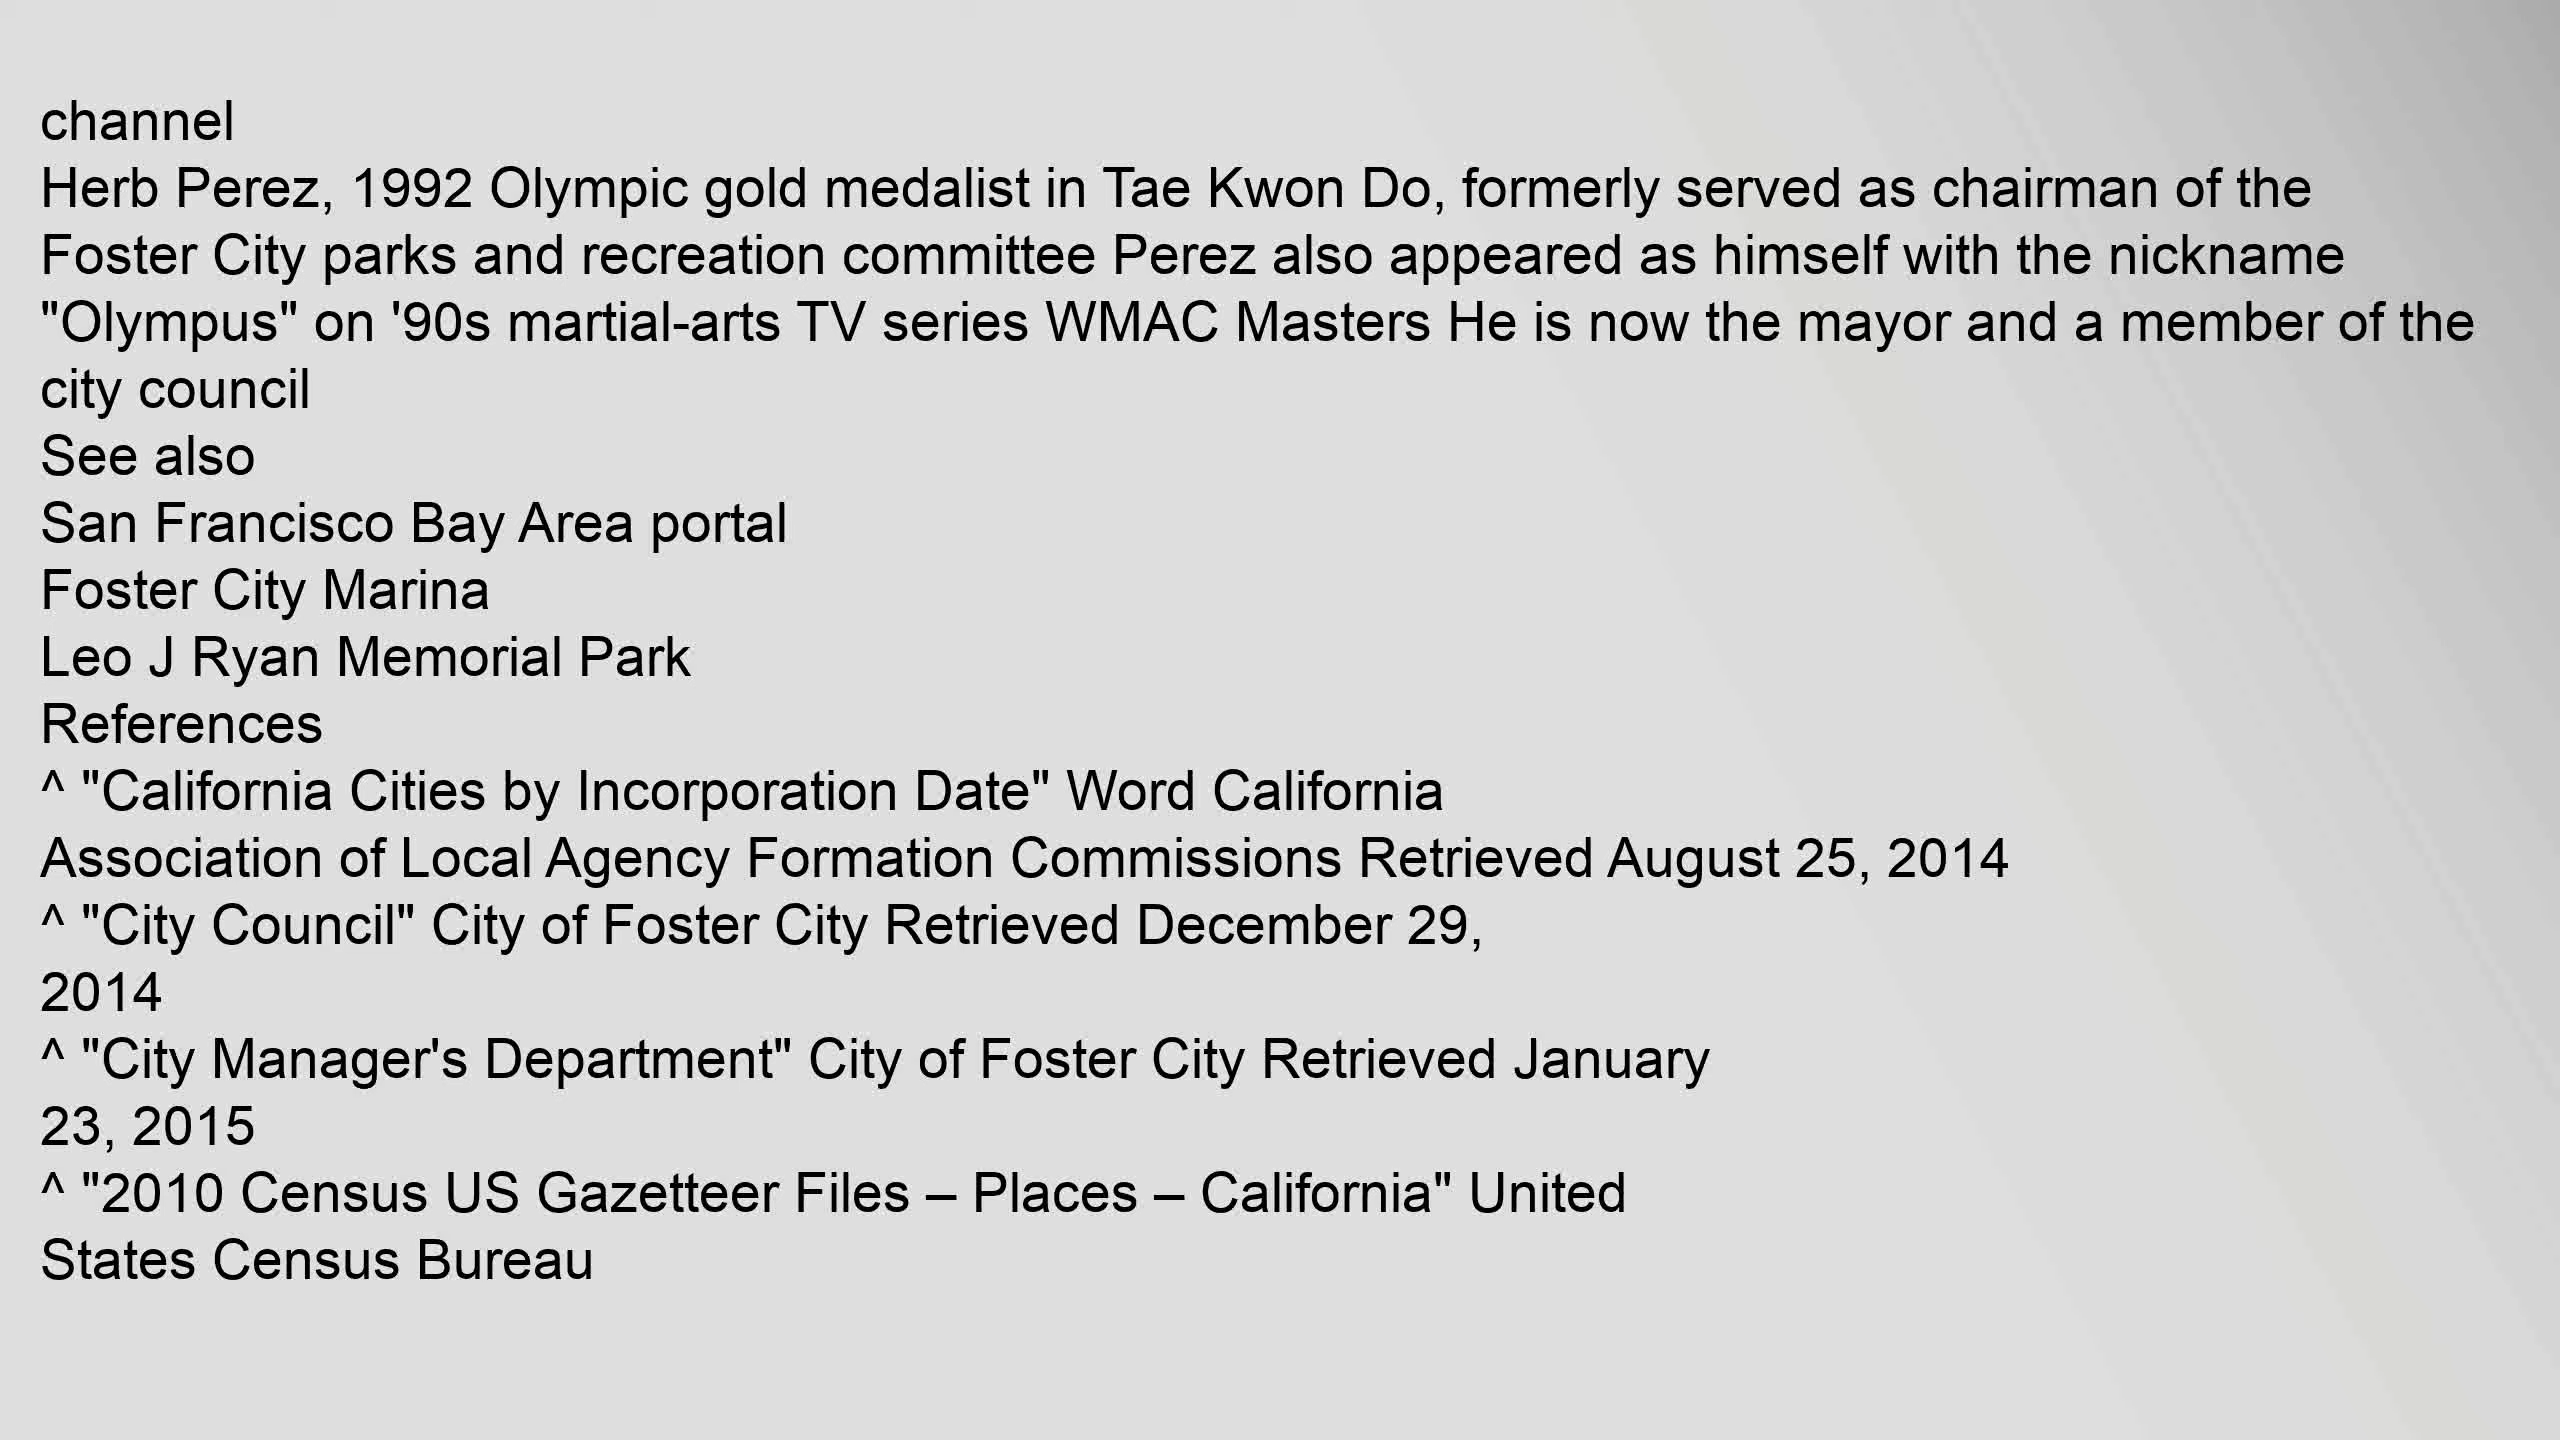 channel
Herb Perez, 1992 Olympic gold medalist in Tae Kwon Do, formerly served as chairman of the
Foster City parks and recreation committee Perez also appeared as himself with the nickname
"Olympus" on '90s martial-arts TV series WMAC Masters He is now the mayor and a member of the
city council
See also
San Francisco Bay Area portal
Foster City Marina
Leo J Ryan Memorial Park
References
^ "California Cities by Incorporation Date" Word California
Association of Local Agency Formation Commissions Retrieved August 25, 2014
^ "City Council" City of Foster City Retrieved December 29,
2014
^ "City Manager's Department" City of Foster City Retrieved January
23, 2015
^ "2010 Census US Gazetteer Files – Places – California" United
States Census Bureau